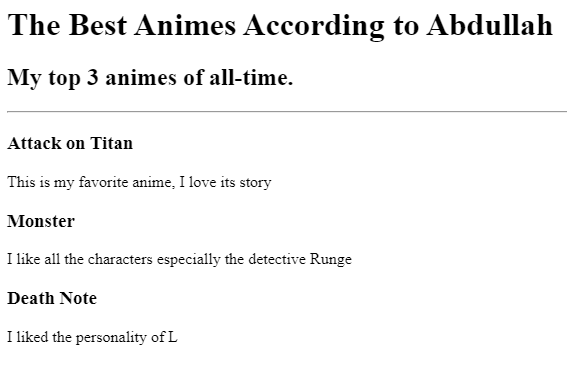 The Best Animes According to Abdullah
My top 3 animes of all-time.
Attack on Titan
This is my favorite anime, I love its story
Monster
I like all the characters especially the detective Runge
Death Note
I liked the personality of L